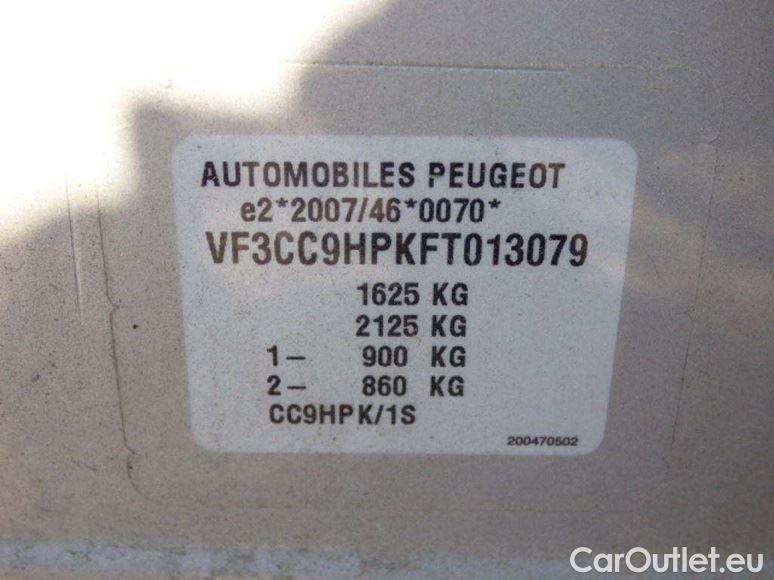 AUTOMOBILES PEUGEOT
e2*2007/46*0070*
VF3CC9HPKFT013079
1625 KG
2125 KG
1- 900 KG
2- 860 KG
CC9HPK/1S
200470502
CarOutlet.eu